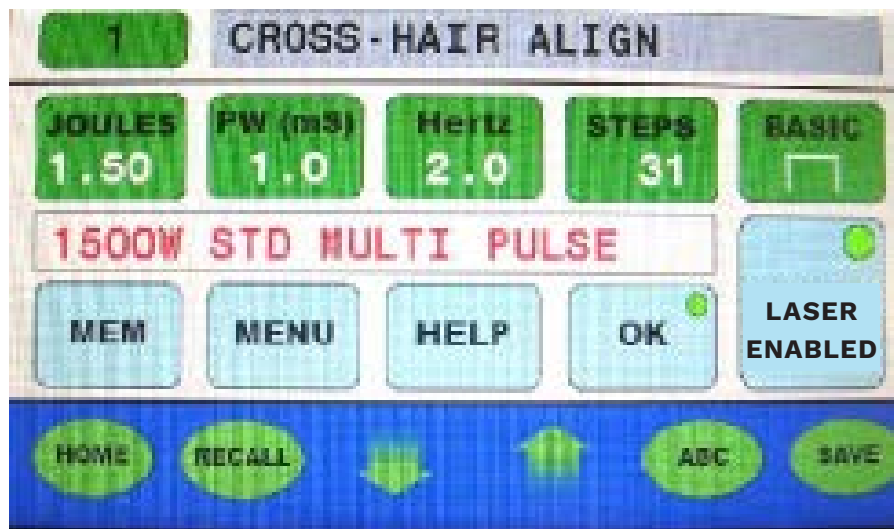 1 CROSS-HAIR ALIGN
JOULES PW (mS) Hertz STEPS BASIC
1.50 1.0 2.0 31
1500W STD MULTI PULSE
MEM MENU HELP OK LASER
ENABLED
HOME RECALL ABC SAVE